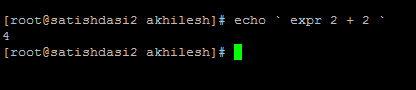 [root@satishdasi2 akhilesh]# echo ` expr 2 + 2 `
4
[root@satishdasi2 akhilesh]#